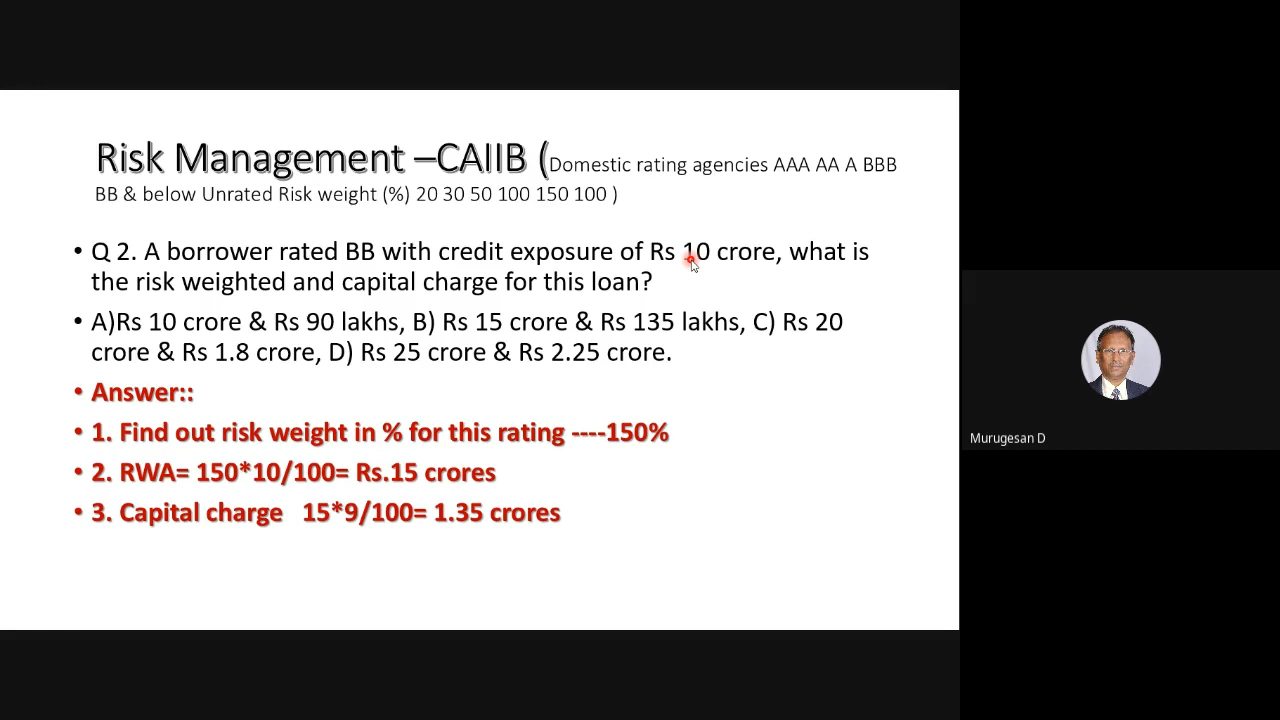 Risk Management –CAIIB (Domestic rating agencies AAA AA A BBB
BB & below Unrated Risk weight (%) 20 30 50 100 150 100 )
• Q 2. A borrower rated BB with credit exposure of Rs 10 crore, what is
the risk weighted and capital charge for this loan?
• A)Rs 10 crore & Rs 90 lakhs, B) Rs 15 crore & Rs 135 lakhs, C) Rs 20
crore & Rs 1.8 crore, D) Rs 25 crore & Rs 2.25 crore.
• Answer::
• 1. Find out risk weight in % for this rating ----150%
• 2. RWA= 150*10/100= Rs.15 crores
• 3. Capital charge 15*9/100= 1.35 crores
Murugesan D